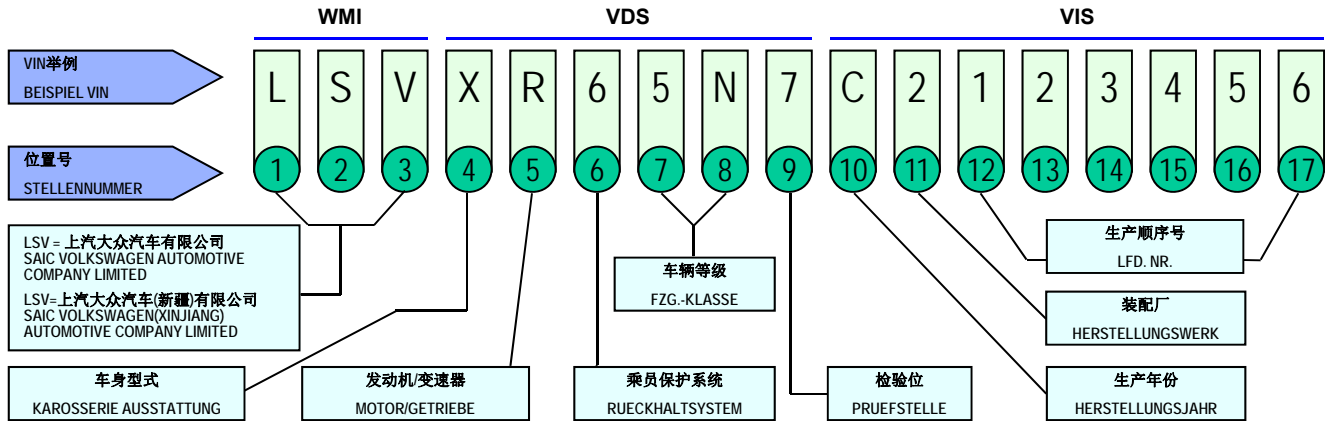 WMI VDS VIS
VIN举例
BEISPIEL VIN
L S V X R 6 5 N 7 C 2 1 2 3 4 5 6
位置号
STELLENNUMMER
1 2 3 4 5 6 7 8 9 10 11 12 13 14 15 16 17
LSV = 上汽大众汽车有限公司
SAIC VOLKSWAGEN AUTOMOTIVE
COMPANY LIMITED
LSV=上汽大众汽车(新疆)有限公司
SAIC VOLKSWAGEN(XINJIANG)
AUTOMOTIVE COMPANY LIMITED
车辆等级
FZG.-KLASSE
生产顺序号
LFD. NR.
装配厂
HERSTELLUNGSWERK
车身型式
KAROSSERIE AUSSTATTUNG
发动机/变速器
MOTOR/GETRIEBE
乘员保护系统
RUECKHALTSYSTEM
检验位
PRUEFSTELLE
生产年份
HERSTELLUNGSJAHR